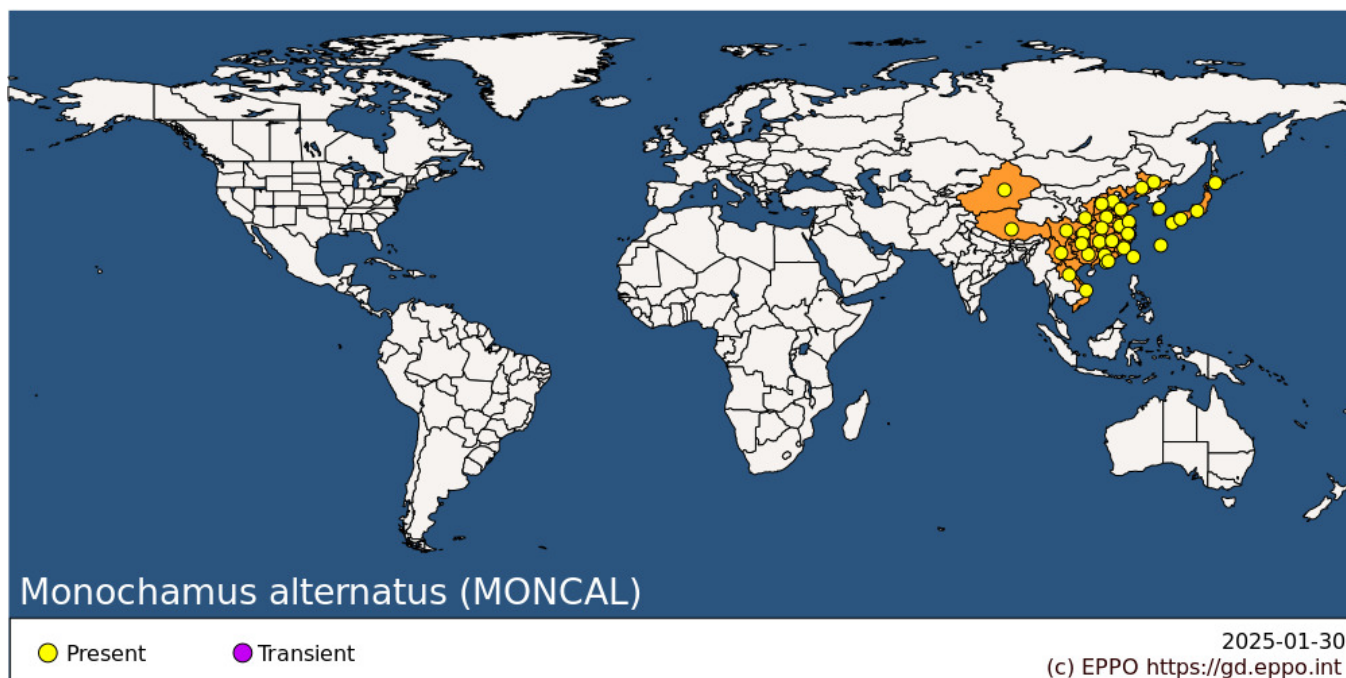 Monochamus alternatus (MONCAL)
Present
Transient
2025-01-30
(c) EPPO https://gd.eppo.int